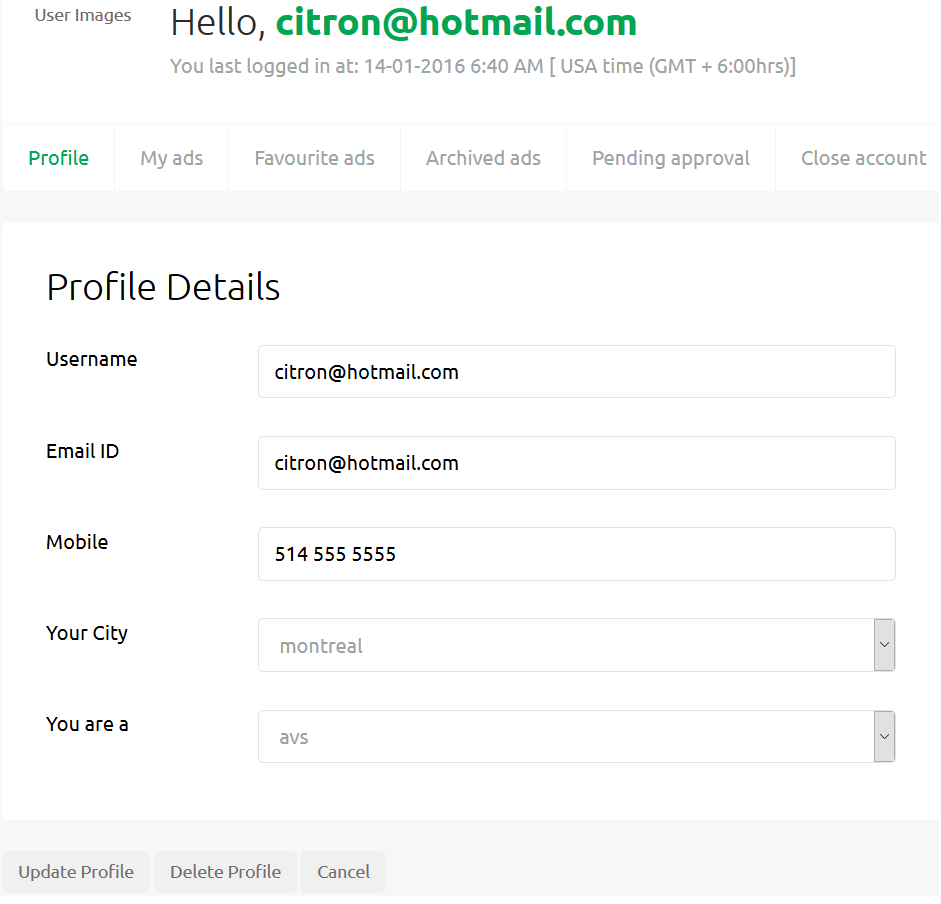 User Images
Hello, citron@hotmail.com
You last logged in at: 14-01-2016 6:40 AM [ USA time (GMT + 6:00hrs)]
Profile My ads Favourite ads Archived ads Pending approval Close account
Profile Details
Username citron@hotmail.com
Email ID citron@hotmail.com
Mobile 514 555 5555
Your City montreal
You are a avs
Update Profile Delete Profile Cancel